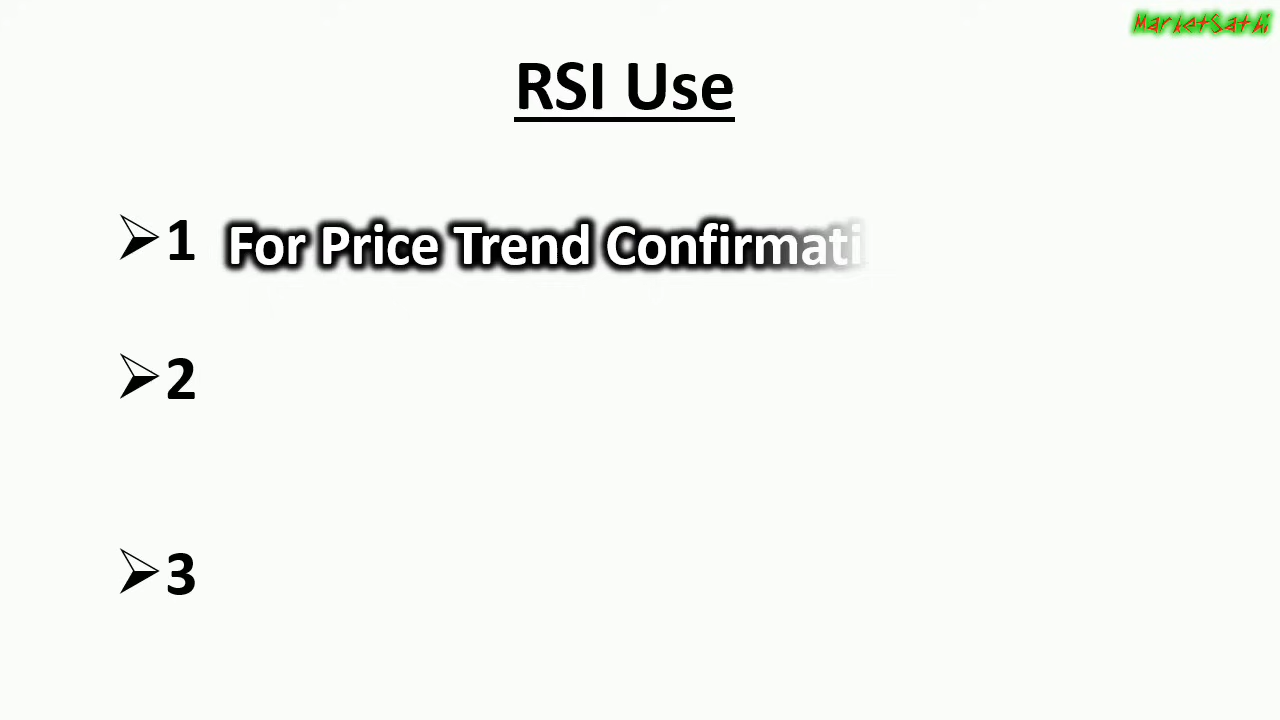 MarketSathi
RSI Use
➢1 For Price Trend Confirmati
➢2
➢3